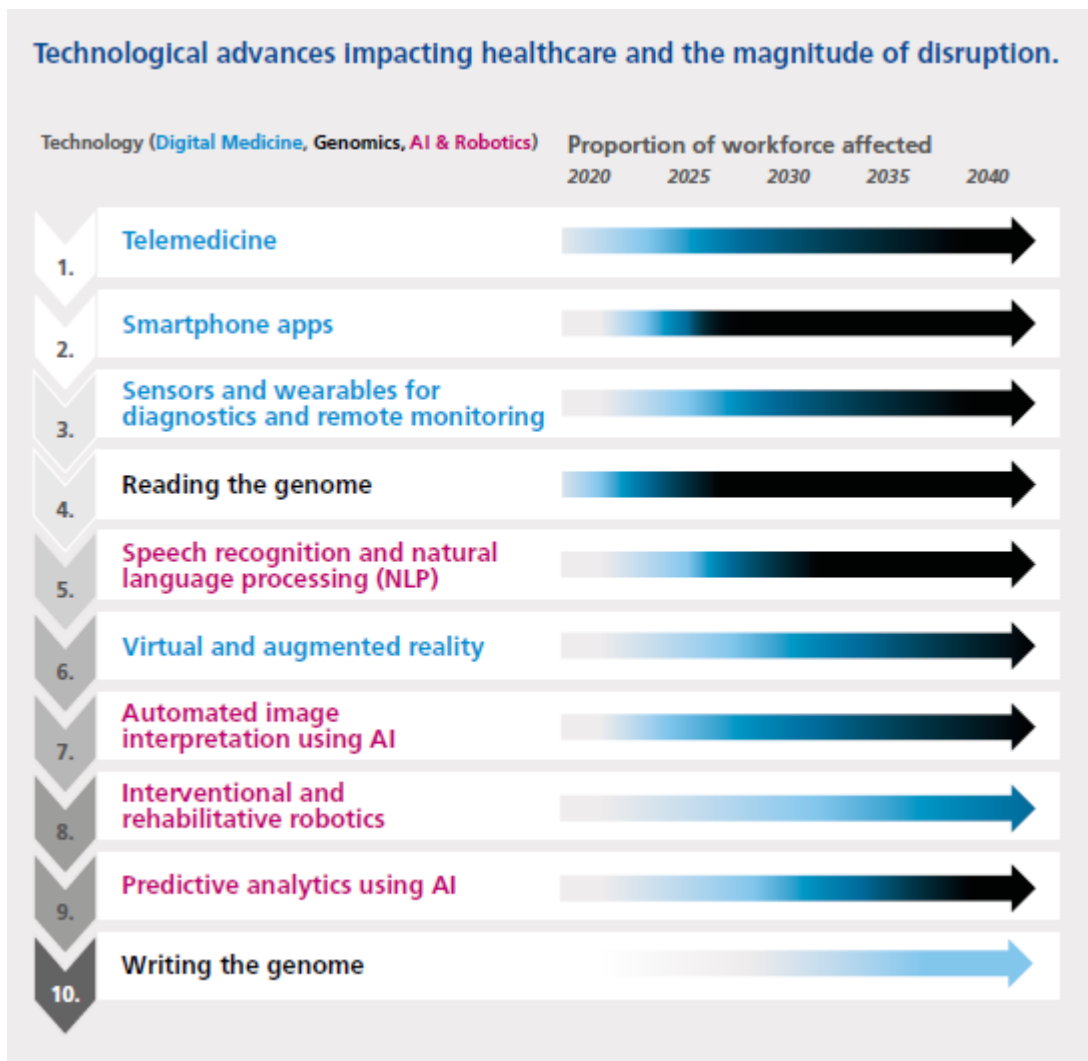 Technological advances impacting healthcare and the magnitude of disruption.
Technology (Digital Medicine, Genomics, AI & Robotics)
Proportion of workforce affected
2020 2025 2030 2035 2040
1.
Telemedicine
2.
Smartphone apps
3.
Sensors and wearables for
diagnostics and remote monitoring
4.
Reading the genome
5.
Speech recognition and natural
language processing (NLP)
6.
Virtual and augmented reality
7.
Automated image
interpretation using AI
8.
Interventional and
rehabilitative robotics
9.
Predictive analytics using AI
10.
Writing the genome